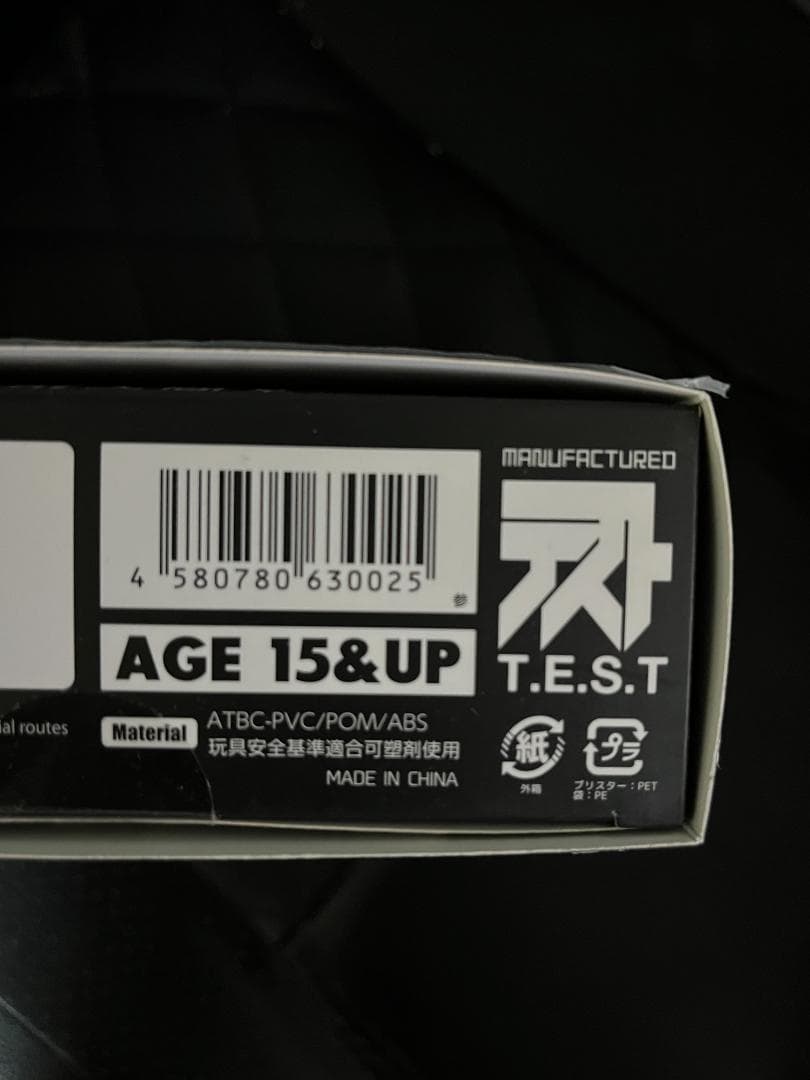 MANUFACTURED
テスト
T.E.S.T
4 580780 630025
AGE 15&UP
ial routes
Material
ATBC-PVC/POM/ABS
玩具安全基準適合可塑剤使用
MADE IN CHINA
紙
外箱
プラ
ブリスター：PET
袋：PE